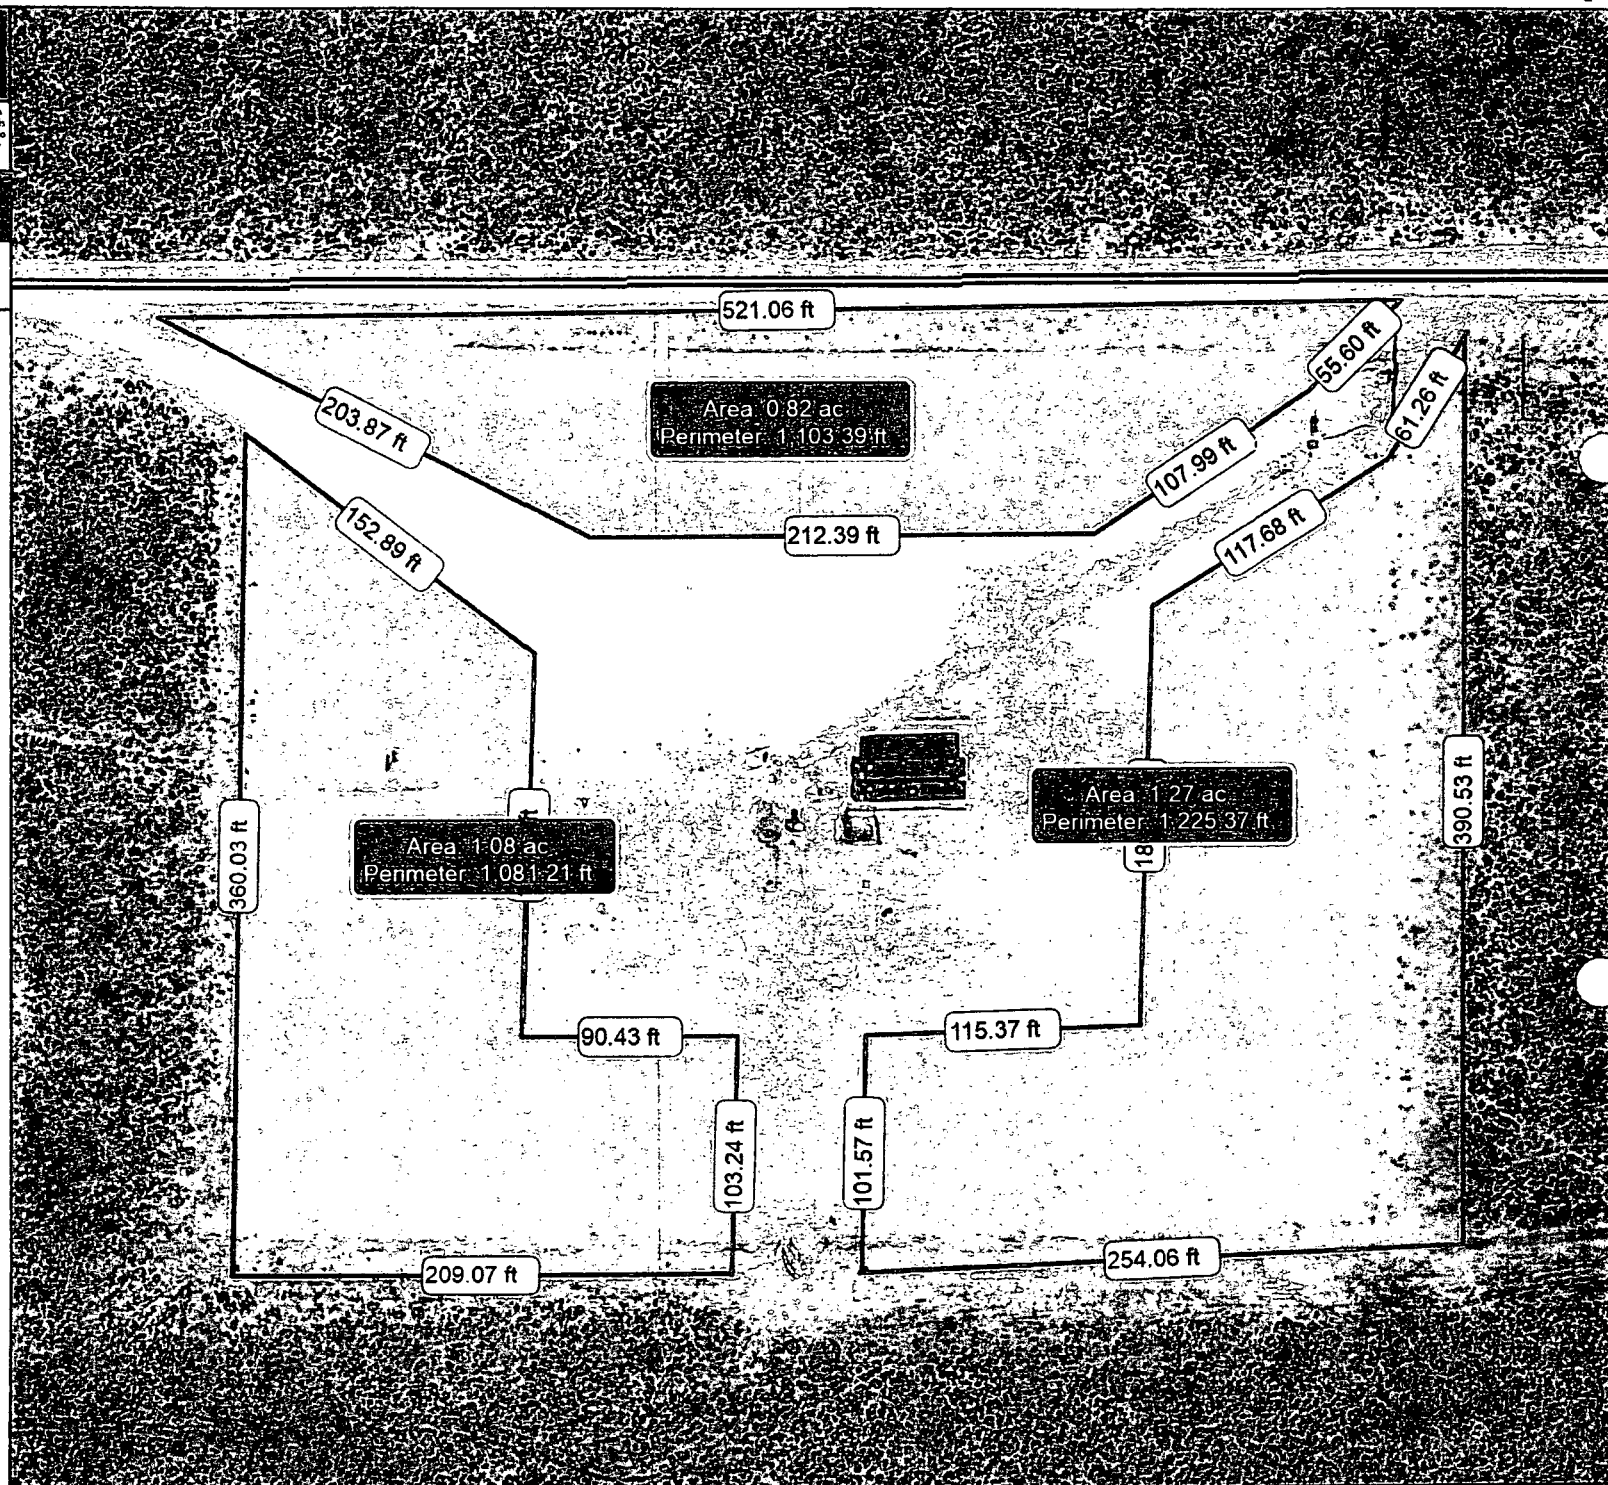 521.06 ft
55.60 ft
61.26 ft
203.87 ft
Area 0.82 ac
Perimeter 1,103.39 ft
107.99 ft
152.89 ft
212.39 ft
117.68 ft
390.53 ft
Area 1.27 ac
Perimeter 1,225.37 ft
18
360.03 ft
ft
Area 1.08 ac
Perimeter 1,081.21 ft
90.43 ft
115.37 ft
103.24 ft
101.57 ft
209.07 ft
254.06 ft